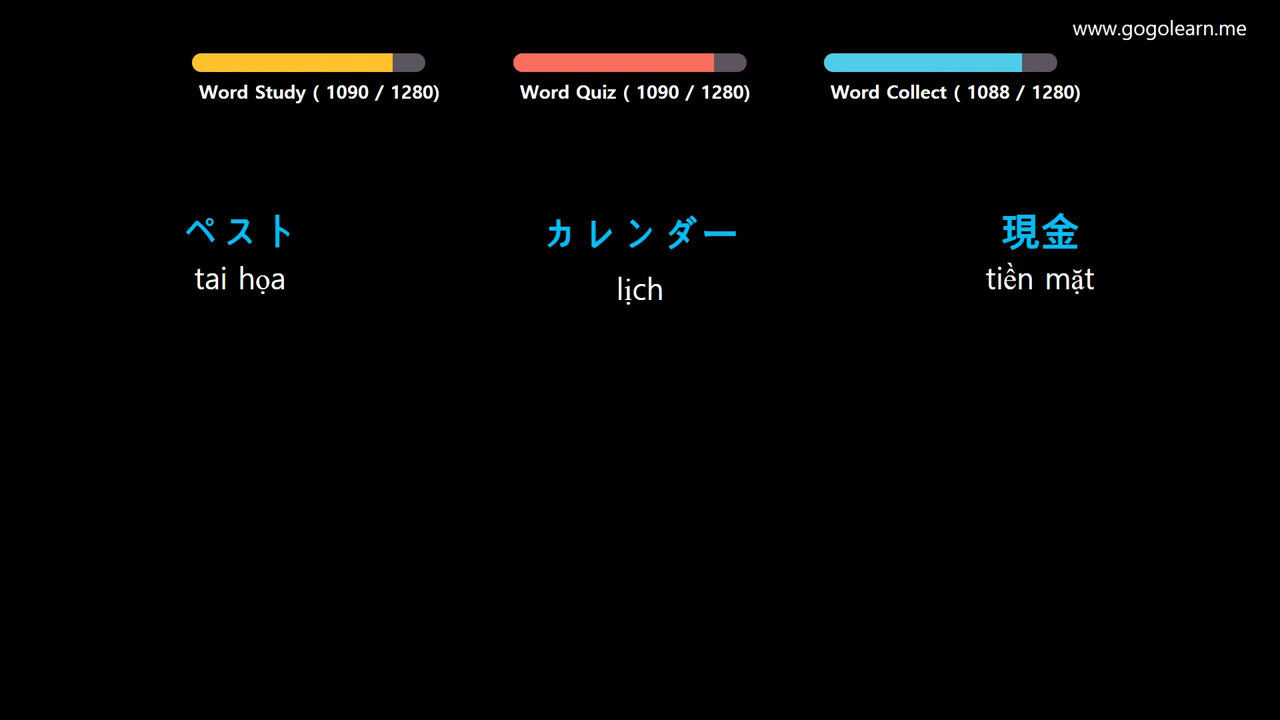 www.gogolearn.me
Word Study ( 1090 / 1280)
Word Quiz ( 1090 / 1280)
Word Collect ( 1088 / 1280)
ペスト
tai họa
カレンダー
lịch
現金
tiền mặt